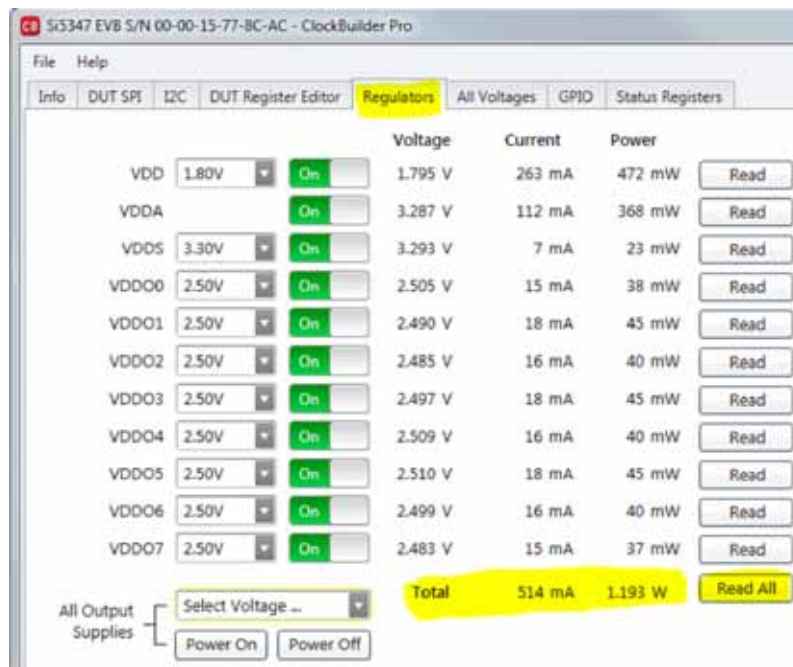 CB Si5347 EVB S/N 00-00-15-77-8C-AC - ClockBuilder Pro
File Help
Info DUT SPI I2C DUT Register Editor Regulators All Voltages GPIO Status Registers
Voltage Current Power
VDD 1.80V On 1.795 V 263 mA 472 mW Read
VDDA On 3.287 V 112 mA 368 mW Read
VDDS 3.30V On 3.293 V 7 mA 23 mW Read
VDDO0 2.50V On 2.505 V 15 mA 38 mW Read
VDDO1 2.50V On 2.490 V 18 mA 45 mW Read
VDDO2 2.50V On 2.485 V 16 mA 40 mW Read
VDDO3 2.50V On 2.497 V 18 mA 45 mW Read
VDDO4 2.50V On 2.509 V 16 mA 40 mW Read
VDDO5 2.50V On 2.510 V 18 mA 45 mW Read
VDDO6 2.50V On 2.499 V 16 mA 40 mW Read
VDDO7 2.50V On 2.483 V 15 mA 37 mW Read
Total 514 mA 1.193 W Read All
All Output Supplies Select Voltage ...
Power On Power Off